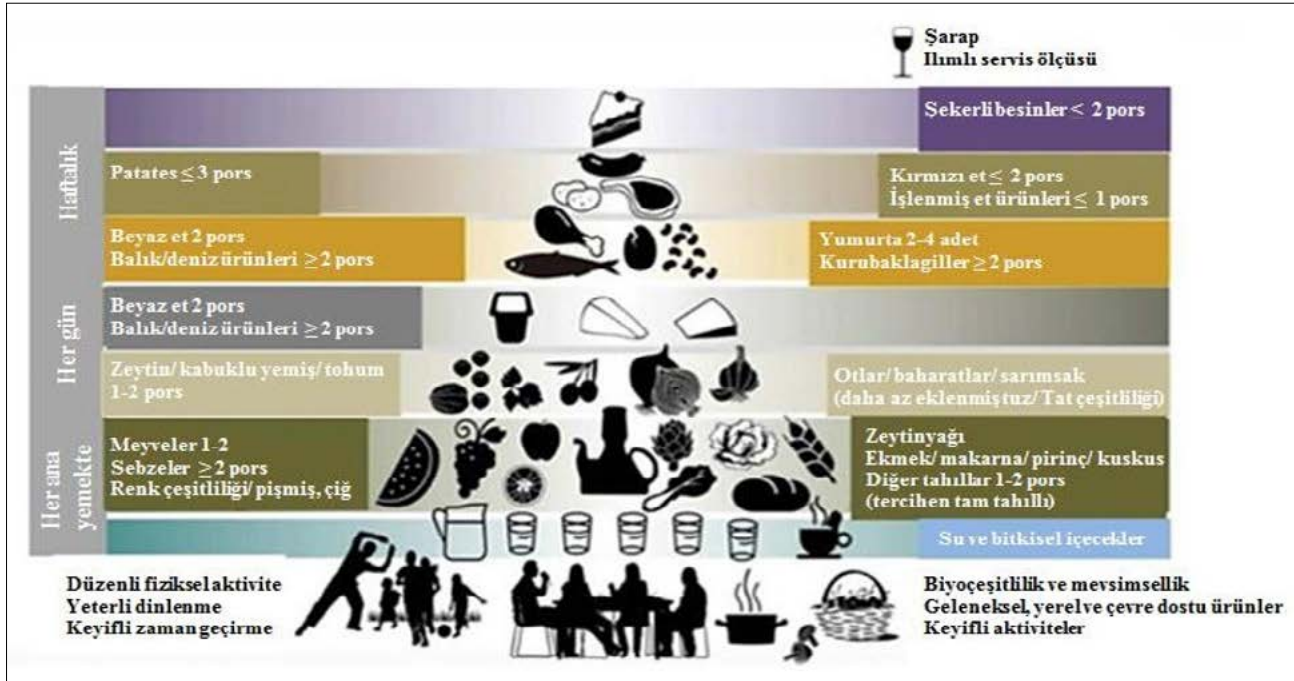 Şarap
Ilımlı servis ölçüsü
Haftalık
Şekerli besinler < 2 pors
Patates ≤ 3 pors
Kırmızı et ≤ 2 pors
İşlenmiş et ürünleri ≤ 1 pors
Beyaz et 2 pors
Balık/deniz ürünleri ≥ 2 pors
Yumurta 2-4 adet
Kurubaklagiller ≥ 2 pors
Her gün
Beyaz et 2 pors
Balık/deniz ürünleri ≥ 2 pors
Zeytin/ kabuklu yemiş/ tohum
1-2 pors
Otlar/ baharatlar/ sarımsak
(daha az eklenmiş tuz/ Tat çeşitliliği)
Her ana
yemekte
Meyveler 1-2
Sebzeler ≥2 pors
Renk çeşitliliği/ pişmiş, çiğ
Zeytinyağı
Ekmek/ makarna/ pirinç/ kuskus
Diğer tahıllar 1-2 pors
(tercihen tam tahıllı)
Su ve bitkisel içecekler
Düzenli fiziksel aktivite
Yeterli dinlenme
Keyifli zaman geçirme
Biyoçeşitlilik ve mevsimsellik
Geleneksel, yerel ve çevre dostu ürünler
Keyifli aktiviteler